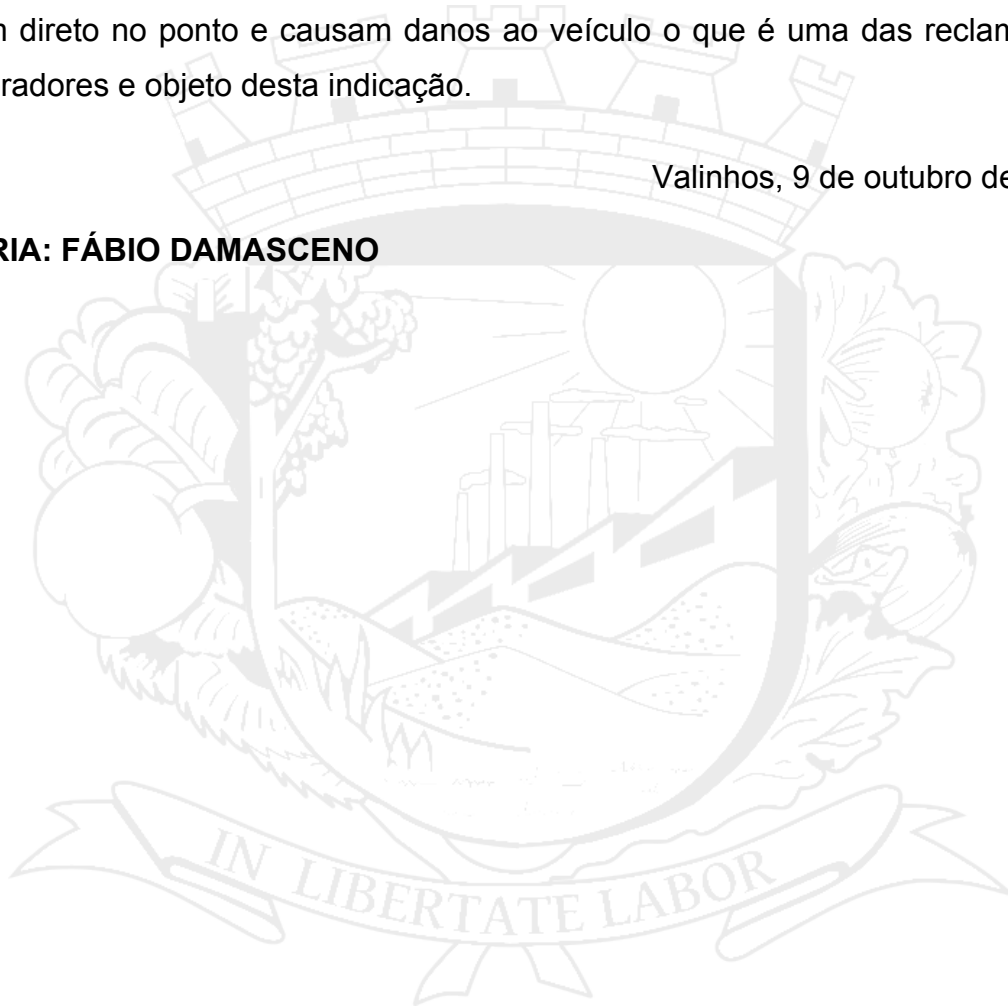 n direto no ponto e causam danos ao veículo o que é uma das reclam
radores e objeto desta indicação.
Valinhos, 9 de outubro de
RIA: FÁBIO DAMASCENO
IN LIBERTATE LABOR